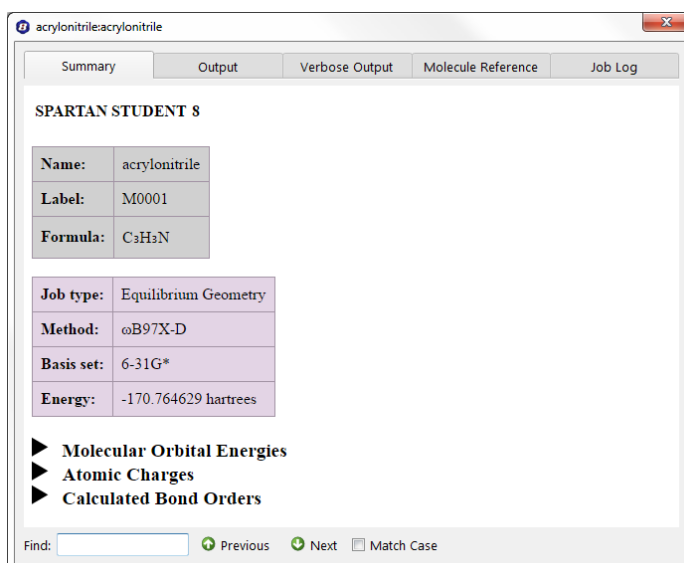 acrylonitrile:acrylonitrile
Summary Output Verbose Output Molecule Reference Job Log
SPARTAN STUDENT 8
Name: acrylonitrile
Label: M0001
Formula: C₃H₃N
Job type: Equilibrium Geometry
Method: ωB97X-D
Basis set: 6-31G*
Energy: -170.764629 hartrees
Molecular Orbital Energies
Atomic Charges
Calculated Bond Orders
Find: Previous Next Match Case